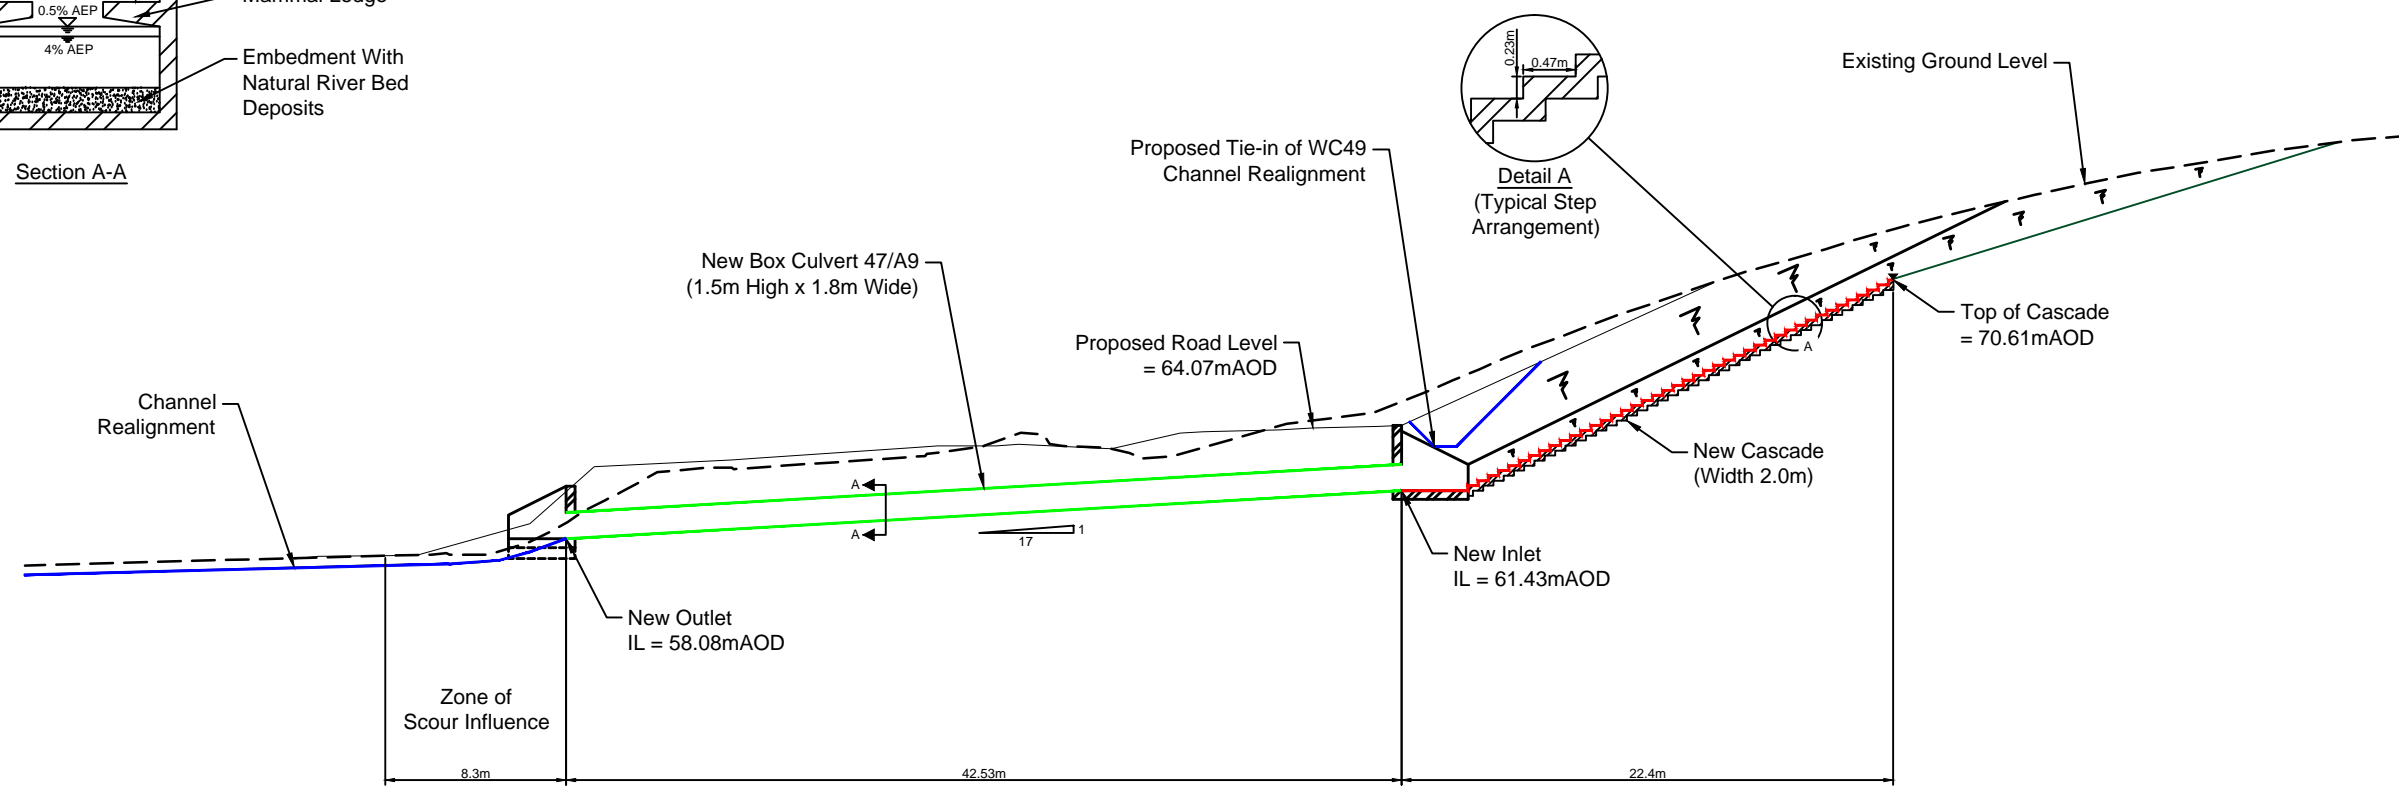 0.5% AEP
4% AEP
Embedment With
Natural River Bed
Deposits
Section A-A
0.23m
0.47m
Detail A
(Typical Step
Arrangement)
Existing Ground Level
Proposed Tie-in of WC49
Channel Realignment
New Box Culvert 47/A9
(1.5m High x 1.8m Wide)
Proposed Road Level
= 64.07mAOD
Top of Cascade
= 70.61mAOD
A
Channel
Realignment
New Cascade
(Width 2.0m)
A
A
1
17
New Inlet
IL = 61.43mAOD
New Outlet
IL = 58.08mAOD
Zone of
Scour Influence
8.3m
42.53m
22.4m